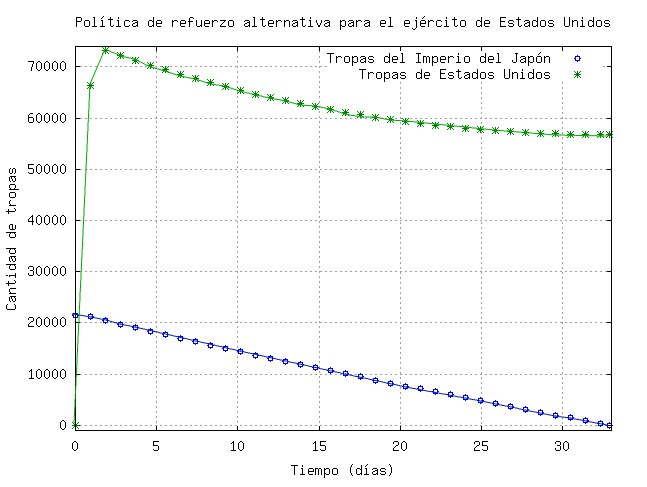 Política de refuerzo alternativa para el ejército de Estados Unidos
Tropas del Imperio del Japón
Tropas de Estados Unidos
Cantidad de tropas
70000
60000
50000
40000
30000
20000
10000
0
0 5 10 15 20 25 30
Tiempo (días)